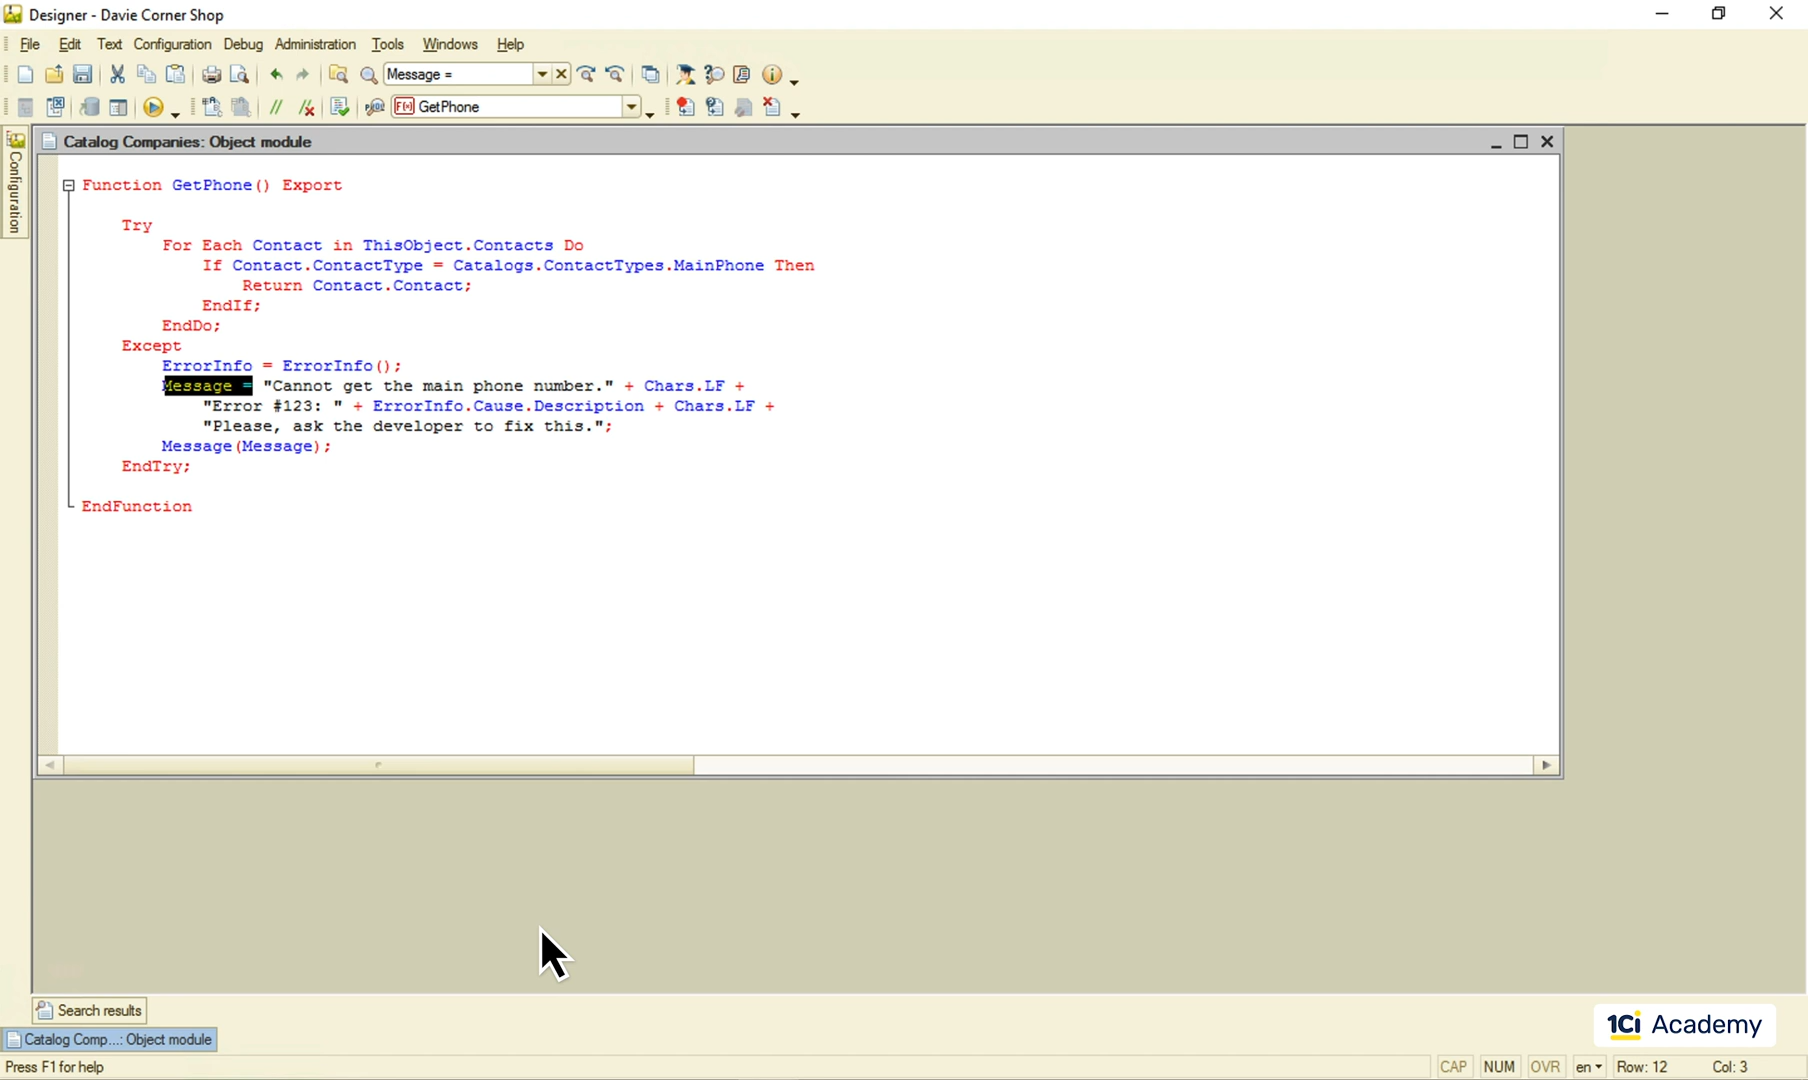 Designer - Davie Corner Shop
File Edit Text Configuration Debug Administration Tools Windows Help
Message =
GetPhone
Configuration
Catalog Companies: Object module
Function GetPhone() Export
Try
For Each Contact in ThisObject.Contacts Do
If Contact.ContactType = Catalogs.ContactTypes.MainPhone Then
Return Contact.Contact;
EndIf;
EndDo;
Except
ErrorInfo = ErrorInfo();
Message = "Cannot get the main phone number." + Chars.LF +
"Error #123: " + ErrorInfo.Cause.Description + Chars.LF +
"Please, ask the developer to fix this.";
Message(Message);
EndTry;
EndFunction
Search results
1Ci Academy
Catalog Comp...: Object module
Press F1 for help
CAP NUM OVR en Row: 12 Col: 3